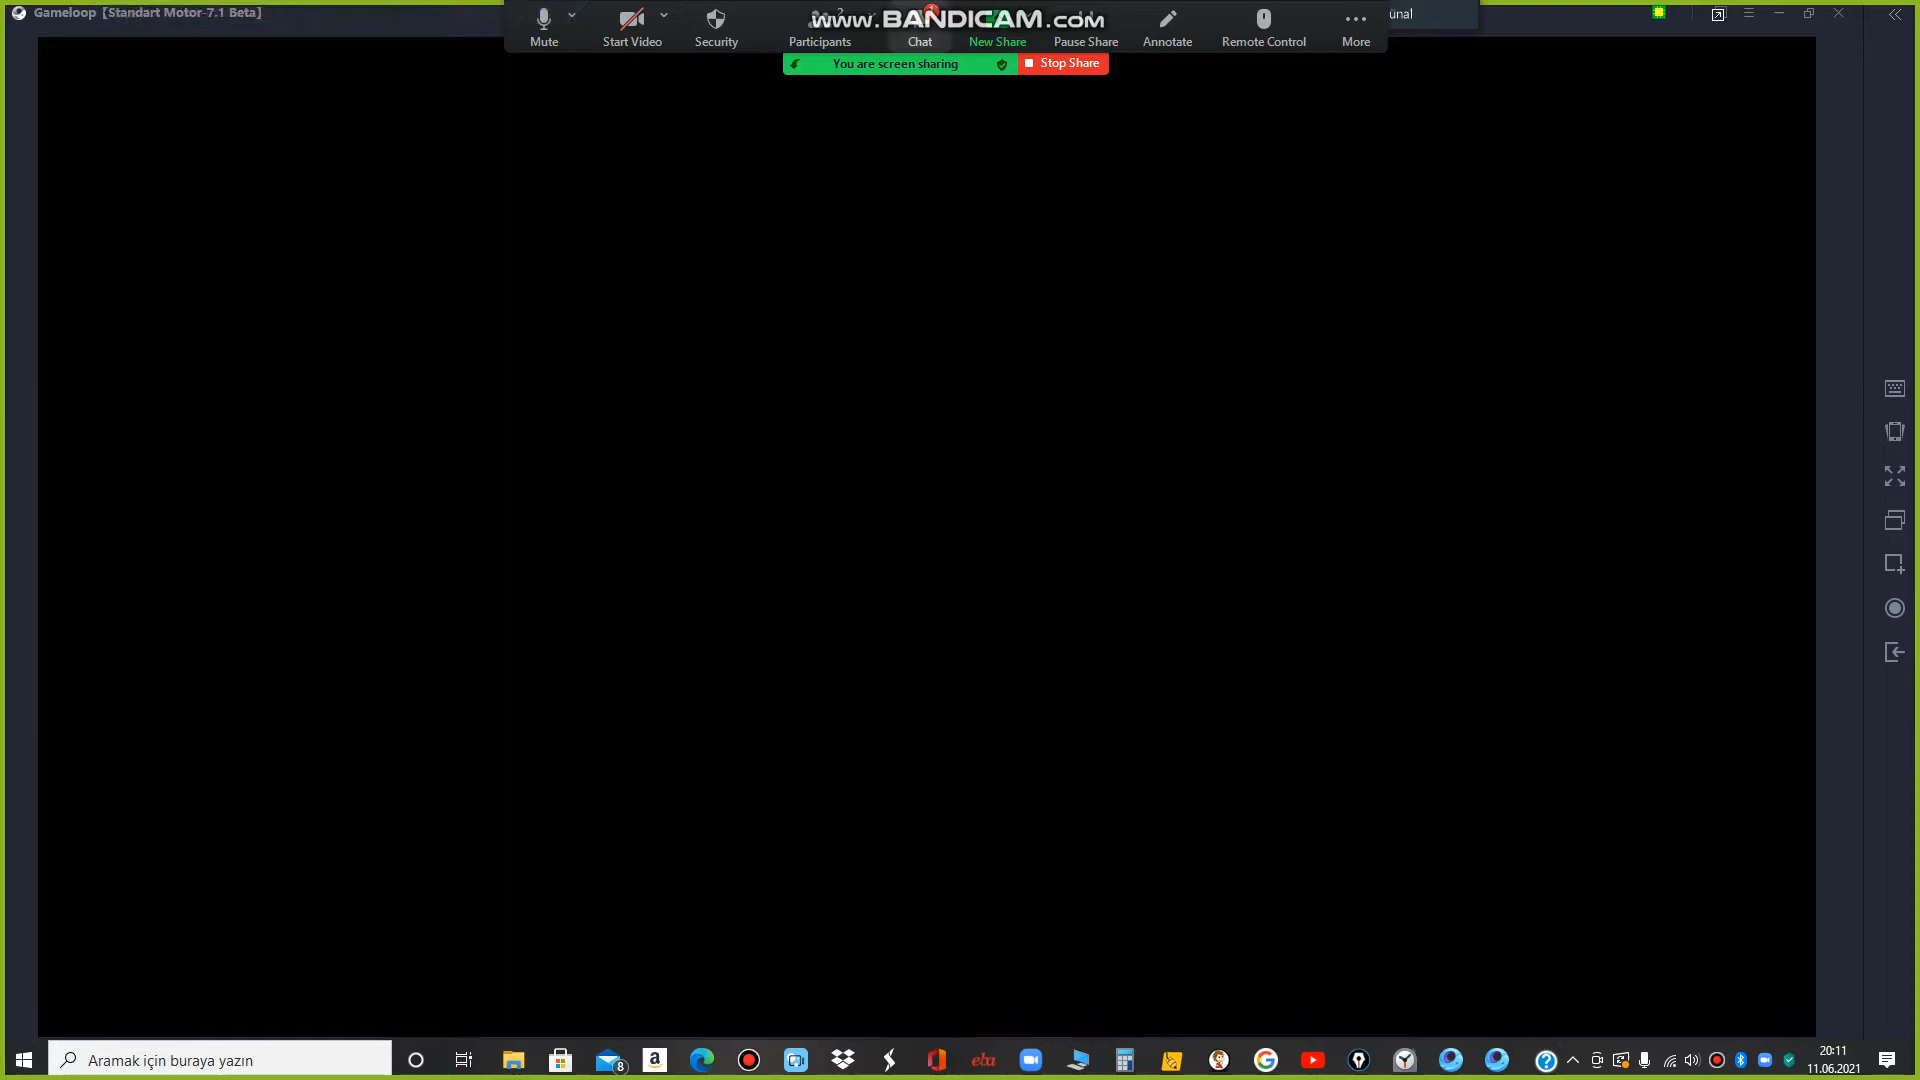 Gameloop [Standart Motor-7.1 Beta]
www.BANDICAM.com
ünal
Mute
Start Video
Security
Participants
Chat
New Share
Pause Share
Annotate
Remote Control
More
You are screen sharing
Stop Share
Aramak için buraya yazın
8
a
eba
20:11
11.06.2021